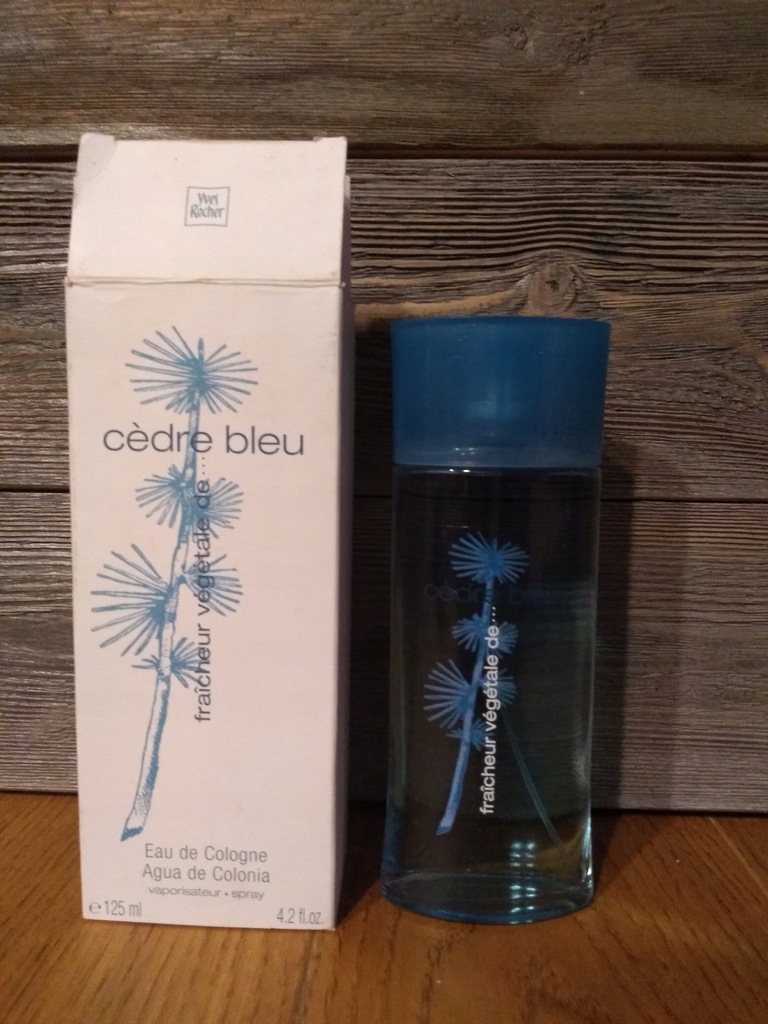 Yves
Rocher
cèdre bleu
fraîcheur végétale de...
Eau de Cologne
Agua de Colonia
vaporisateur • spray
℮ 125 ml
4.2 fl.oz.
cèdre bleu
fraîcheur végétale de...